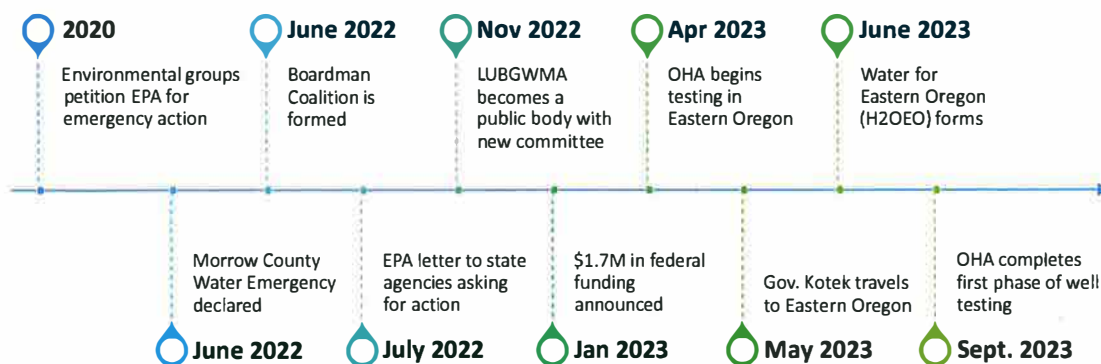 2020
Environmental groups
petition EPA for
emergency action
June 2022
Boardman
Coalition is
formed
Nov 2022
LUBGWMA
becomes a
public body with
new committee
Apr 2023
OHA begins
testing in
Eastern Oregon
June 2023
Water for
Eastern Oregon
(H2OEO) forms
Morrow County
Water Emergency
declared
June 2022
EPA letter to state
agencies asking
for action
July 2022
$1.7M in federal
funding
announced
Jan 2023
Gov. Kotek travels
to Eastern Oregon
May 2023
OHA completes
first phase of well
testing
Sept. 2023